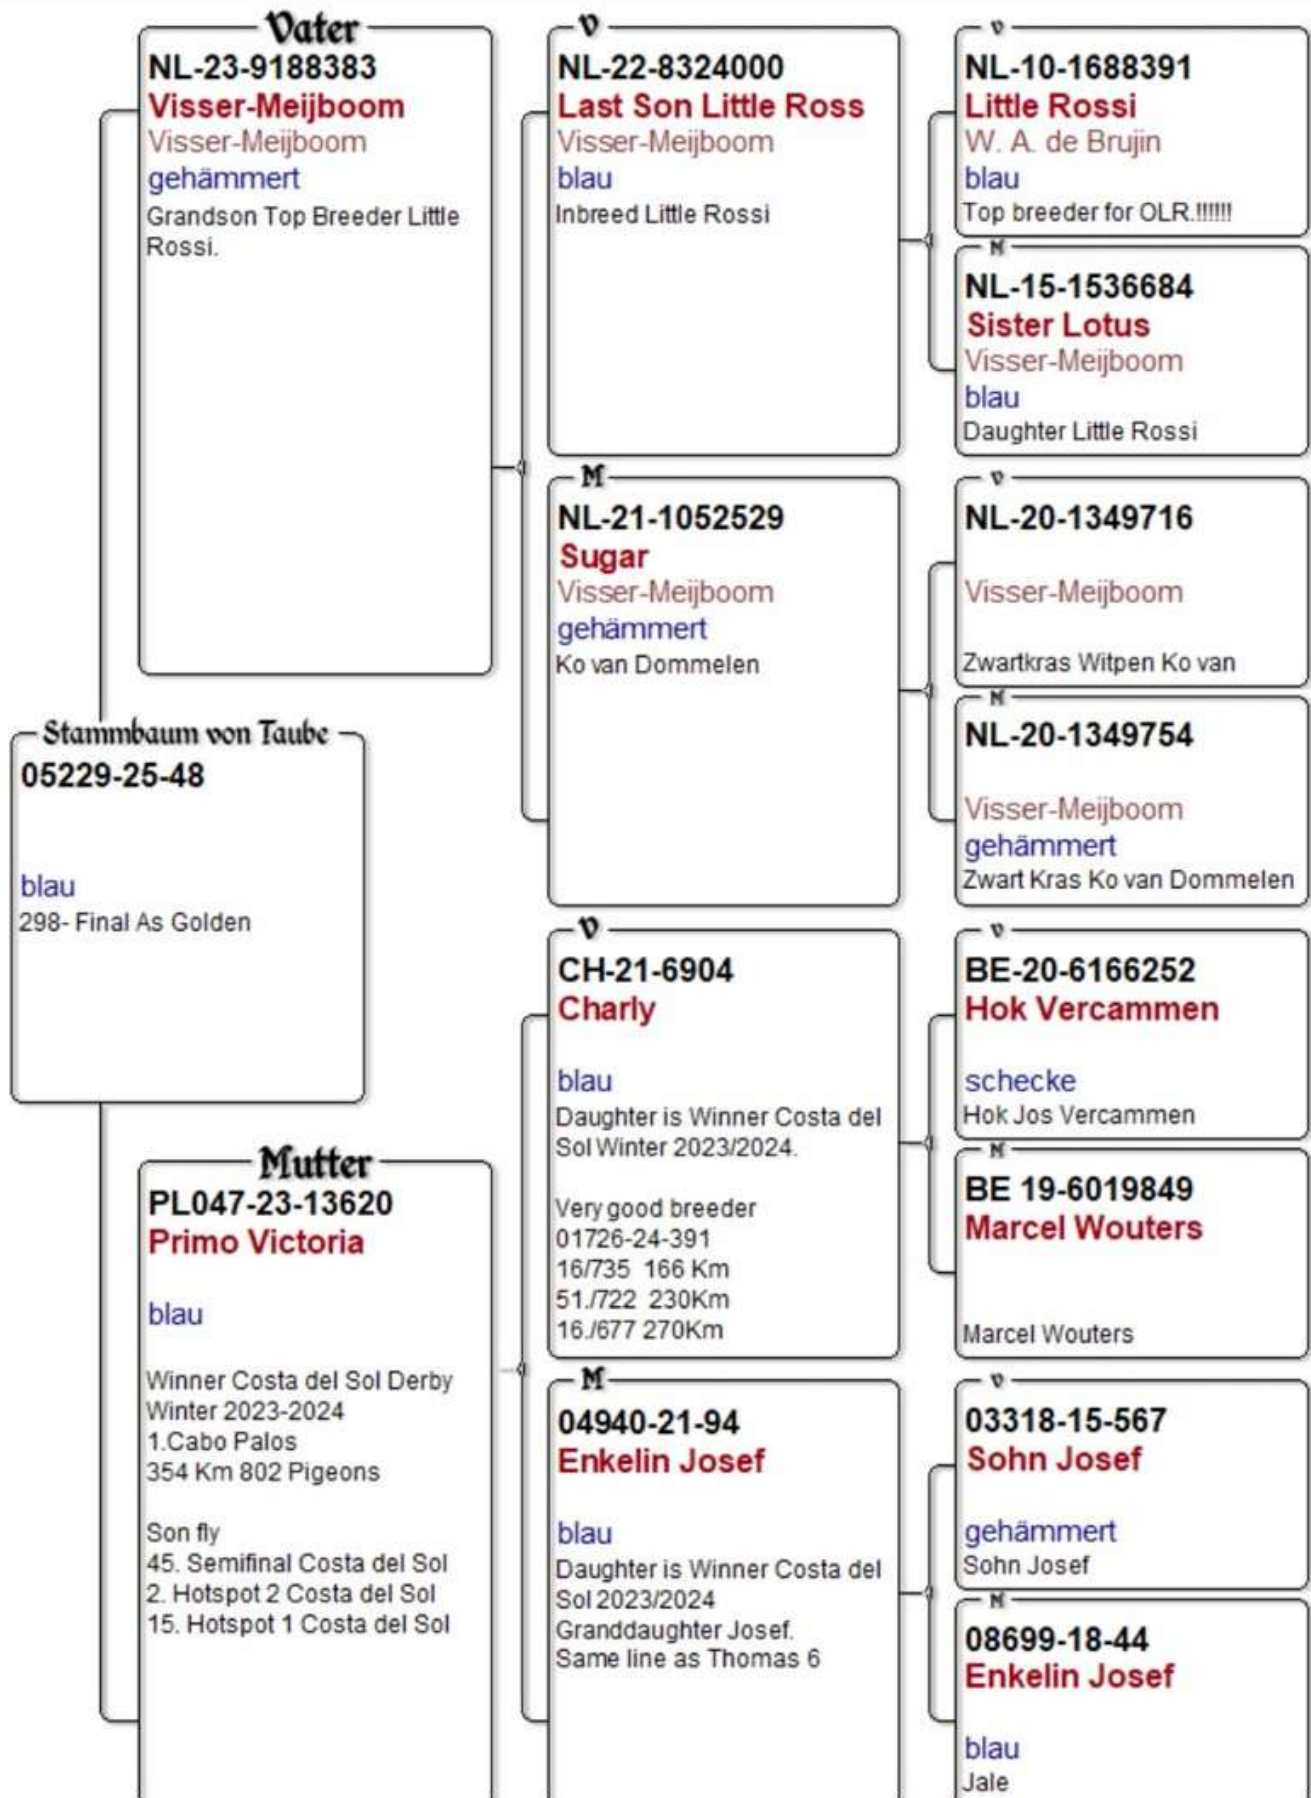 Vater
NL-23-9188383
Visser-Meijboom
Visser-Meijboom
gehämmert
Grandson Top Breeder Little
Rossi.
V
NL-22-8324000
Last Son Little Ross
Visser-Meijboom
blau
Inbreed Little Rossi
V
NL-10-1688391
Little Rossi
W. A. de Brujin
blau
Top breeder for OLR.!!!!!!
M
NL-15-1536684
Sister Lotus
Visser-Meijboom
blau
Daughter Little Rossi
M
NL-21-1052529
Sugar
Visser-Meijboom
gehämmert
Ko van Dommelen
V
NL-20-1349716
Visser-Meijboom
Zwartkras Witpen Ko van
M
NL-20-1349754
Visser-Meijboom
gehämmert
Zwart Kras Ko van Dommelen
Stammbaum von Taube
05229-25-48
blau
298- Final As Golden
Mutter
PL047-23-13620
Primo Victoria
blau
Winner Costa del Sol Derby
Winter 2023-2024
1.Cabo Palos
354 Km 802 Pigeons
Son fly
45. Semifinal Costa del Sol
2. Hotspot 2 Costa del Sol
15. Hotspot 1 Costa del Sol
V
CH-21-6904
Charly
blau
Daughter is Winner Costa del
Sol Winter 2023/2024.
Very good breeder
01726-24-391
16/735 166 Km
51./722 230Km
16./677 270Km
V
BE-20-6166252
Hok Vercammen
schecke
Hok Jos Vercammen
M
BE 19-6019849
Marcel Wouters
Marcel Wouters
M
04940-21-94
Enkelin Josef
blau
Daughter is Winner Costa del
Sol 2023/2024
Granddaughter Josef.
Same line as Thomas 6
V
03318-15-567
Sohn Josef
gehämmert
Sohn Josef
M
08699-18-44
Enkelin Josef
blau
Jale